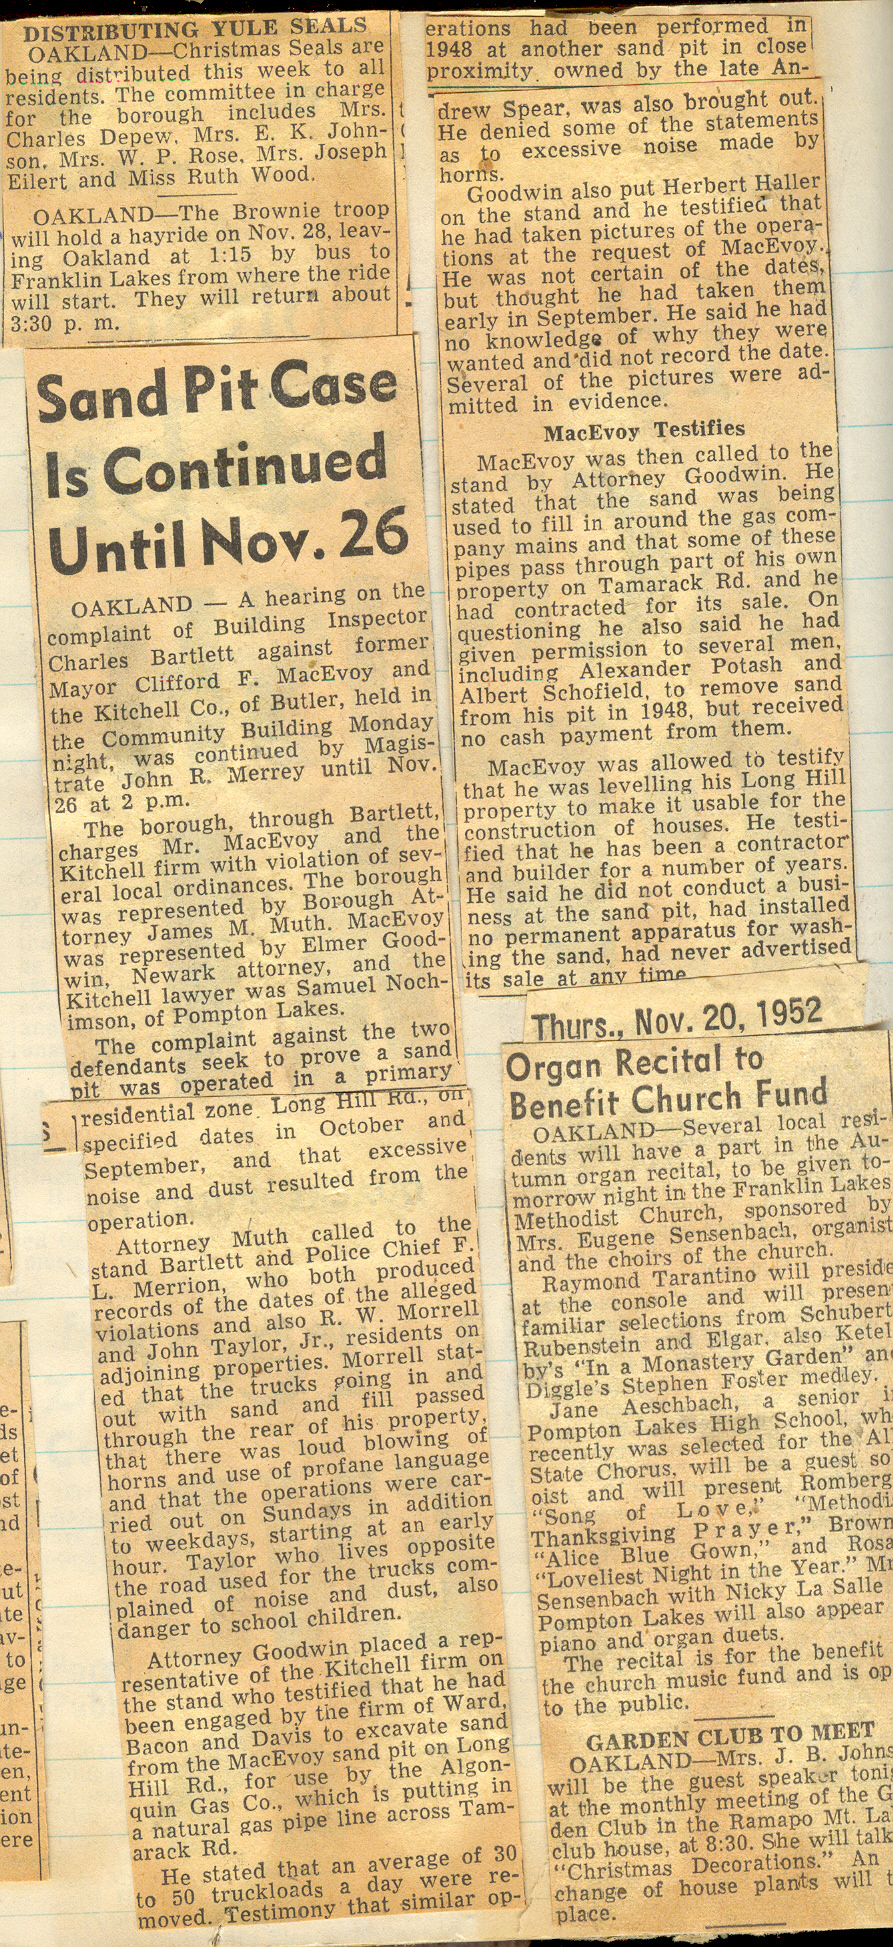 DISTRIBUTING YULE SEALS
OAKLAND—Christmas Seals are
being distributed this week to all
residents. The committee in charge
for the borough includes Mrs.
Charles Depew, Mrs. E. K. John-
son, Mrs. W. P. Rose, Mrs. Joseph
Eilert and Miss Ruth Wood.
OAKLAND—The Brownie troop
will hold a hayride on Nov. 28, leav-
ing Oakland at 1:15 by bus to
Franklin Lakes from where the ride
will start. They will return about
3:30 p. m.
Sand Pit Case
Is Continued
Until Nov. 26
OAKLAND — A hearing on the
complaint of Building Inspector
Charles Bartlett against former
Mayor Clifford F. MacEvoy and
the Kitchell Co., of Butler, held in
the Community Building Monday
night, was continued by Magis-
trate John R. Merrey until Nov.
26 at 2 p.m.
The borough, through Bartlett,
charges Mr. MacEvoy and the
Kitchell firm with violation of sev-
eral local ordinances. The borough
was represented by Borough At-
torney James M. Muth. MacEvoy
was represented by Elmer Good-
win, Newark attorney, and the
Kitchell lawyer was Samuel Noch-
imson, of Pompton Lakes.
The complaint against the two
defendants seek to prove a sand
pit was operated in a primary
residential zone, Long Hill Rd., on
specified dates in October and
September, and that excessive
noise and dust resulted from the
operation.
Attorney Muth called to the
stand Bartlett and Police Chief F.
L. Merrion, who both produced
records of the dates of the alleged
violations and also R. W. Morrell
and John Taylor, Jr., residents on
adjoining properties. Morrell stat-
ed that the trucks going in and
out with sand and fill passed
through the rear of his property,
that there was loud blowing of
horns and use of profane language
and that the operations were car-
ried out on Sundays in addition
to weekdays, starting at an early
hour. Taylor who lives opposite
the road used for the trucks com-
plained of noise and dust, also
danger to school children.
Attorney Goodwin placed a rep-
resentative of the Kitchell firm on
the stand who testified that he had
been engaged by the firm of Ward,
Bacon and Davis to excavate sand
from the MacEvoy sand pit on Long
Hill Rd., for use by the Algon-
quin Gas Co., which is putting in
a natural gas pipe line across Tam-
arack Rd.
He stated that an average of 30
to 50 truckloads a day were re-
moved. Testimony that similar op-
erations had been performed in
1948 at another sand pit in close
proximity owned by the late An-
drew Spear, was also brought out.
He denied some of the statements
as to excessive noise made by
horns.
Goodwin also put Herbert Haller
on the stand and he testified that
he had taken pictures of the opera-
tions at the request of MacEvoy.
He was not certain of the dates,
but thought he had taken them
early in September. He said he had
no knowledge of why they were
wanted and did not record the date.
Several of the pictures were ad-
mitted in evidence.
MacEvoy Testifies
MacEvoy was then called to the
stand by Attorney Goodwin. He
stated that the sand was being
used to fill in around the gas com-
pany mains and that some of these
pipes pass through part of his own
property on Tamarack Rd. and he
had contracted for its sale. On
questioning he also said he had
given permission to several men,
including Alexander Potash and
Albert Schofield, to remove sand
from his pit in 1948, but received
no cash payment from them.
MacEvoy was allowed to testify
that he was levelling his Long Hill
property to make it usable for the
construction of houses. He testi-
fied that he has been a contractor
and builder for a number of years.
He said he did not conduct a busi-
ness at the sand pit, had installed
no permanent apparatus for wash-
ing the sand, had never advertised
its sale at any time
Thurs., Nov. 20, 1952
Organ Recital to
Benefit Church Fund
OAKLAND—Several local resi-
dents will have a part in the Au-
tumn organ recital, to be given to-
morrow night in the Franklin Lakes
Methodist Church, sponsored by
Mrs. Eugene Sensenbach, organist
and the choirs of the church.
Raymond Tarantino will preside
at the console and will presen
familiar selections from Schubert
Rubenstein and Elgar, also Ketel
by's "In a Monastery Garden" an
Diggle's Stephen Foster medley.
Jane Aeschbach, a senior i
Pompton Lakes High School, wh
recently was selected for the Al
State Chorus, will be a guest so
oist and will present Romberg
"Song of Love," "Methodi
Thanksgiving Prayer," Brown
"Alice Blue Gown," and Rosa
"Loveliest Night in the Year." Mr
Sensenbach with Nicky La Salle
Pompton Lakes will also appear
piano and organ duets.
The recital is for the benefit
the church music fund and is op
to the public.
GARDEN CLUB TO MEET
OAKLAND—Mrs. J. B. Johns
will be the guest speaker toni
at the monthly meeting of the G
den Club in the Ramapo Mt. La
club house, at 8:30. She will talk
"Christmas Decorations." An
change of house plants will t
place.